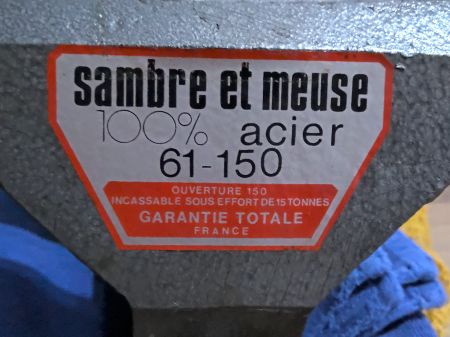 sambre et meuse
100% acier
61-150
OUVERTURE 150
INCASSABLE SOUS EFFORT DE 15 TONNES
GARANTIE TOTALE
FRANCE